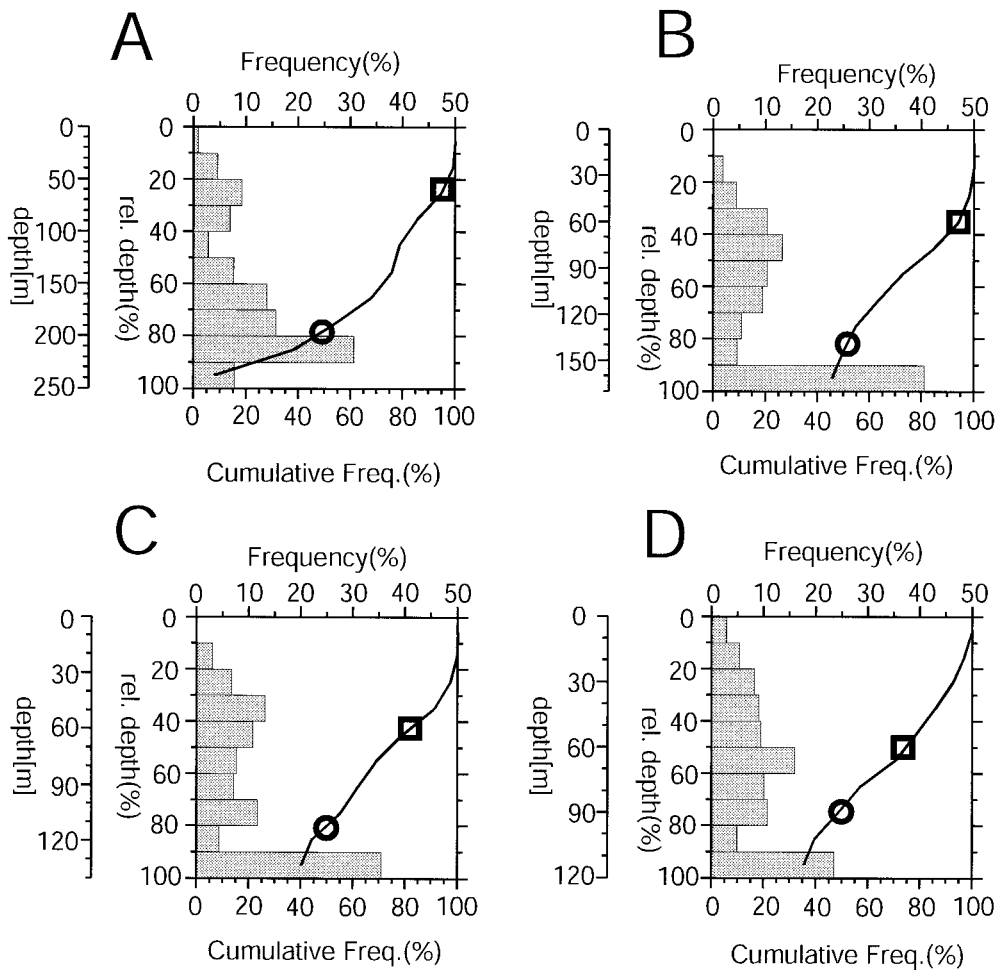 A
Frequency(%)
0 10 20 30 40 50
0 50 100 150 200 250
depth[m]
0 20 40 60 80 100
rel. depth(%)
0 20 40 60 80 100
Cumulative Freq.(%)
B
Frequency(%)
0 10 20 30 40 50
0 30 60 90 120 150
depth[m]
0 20 40 60 80 100
rel. depth(%)
0 20 40 60 80 100
Cumulative Freq.(%)
C
Frequency(%)
0 10 20 30 40 50
0 30 60 90 120
depth[m]
0 20 40 60 80 100
rel. depth(%)
0 20 40 60 80 100
Cumulative Freq.(%)
D
Frequency(%)
0 10 20 30 40 50
0 30 60 90 120
depth[m]
0 20 40 60 80 100
rel. depth(%)
0 20 40 60 80 100
Cumulative Freq.(%)